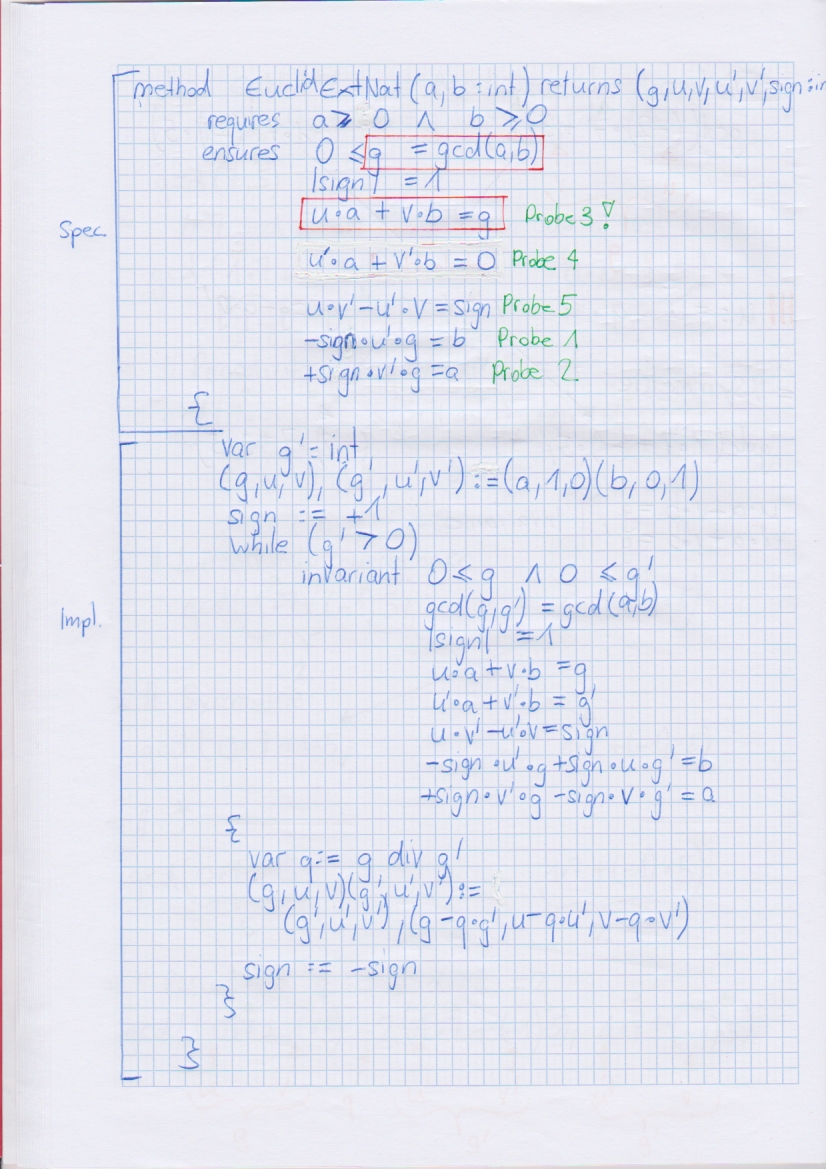 method EuclidExtNat (a, b : int) returns (g,u,v,u',v',sign:in
requires a ≥ 0 ∧ b ≥ 0
ensures 0 ≤ g = gcd(a,b)
|sign| = 1
Spec
u∘a + v∘b = g Probe 3!
u'∘a + v'∘b = 0 Probe 4
u∘v' - u'∘v = sign Probe 5
-sign∘u'∘g = b Probe 1
+sign∘v'∘g = a Probe 2
{
var g' = int
(g,u,v), (g',u',v') := (a,1,0)(b,0,1)
sign := +1
while (g' > 0)
invariant 0 ≤ g ∧ 0 ≤ g'
gcd(g,g') = gcd(a,b)
Impl.
|sign| = 1
u∘a + v∘b = g
u'∘a + v'∘b = g'
u∘v' - u'∘v = sign
-sign∘u'∘g + sign∘u∘g' = b
+sign∘v'∘g - sign∘v∘g' = a
{
var q := g div g'
(g,u,v)(g',u',v') :=
(g',u',v'), (g-q∘g', u-q∘u', v-q∘v')
sign := -sign
}
}